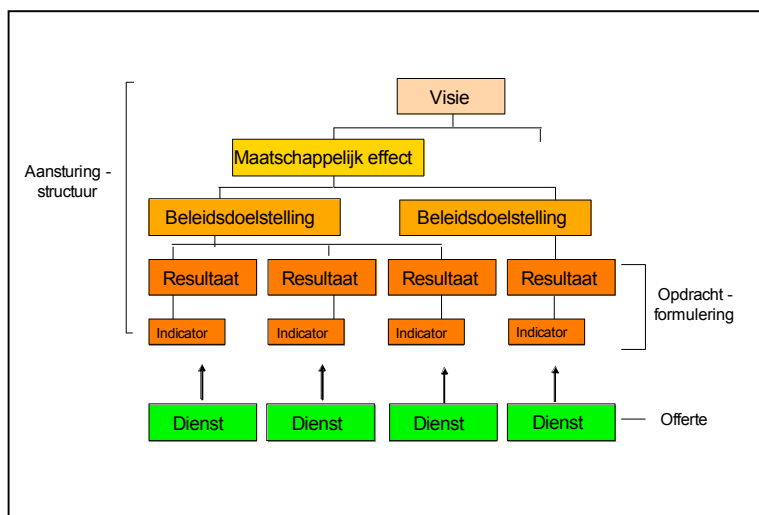 Visie
Maatschappelijk effect
Aansturing -
structuur
Beleidsdoelstelling Beleidsdoelstelling
Resultaat Resultaat Resultaat Resultaat
Opdracht -
formulering
Indicator Indicator Indicator Indicator
Dienst Dienst Dienst Dienst
Offerte